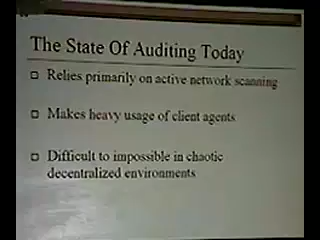 The State Of Auditing Today
Relies primarily on active network scanning
Makes heavy usage of client agents
Difficult to impossible in chaotic
decentralized environments